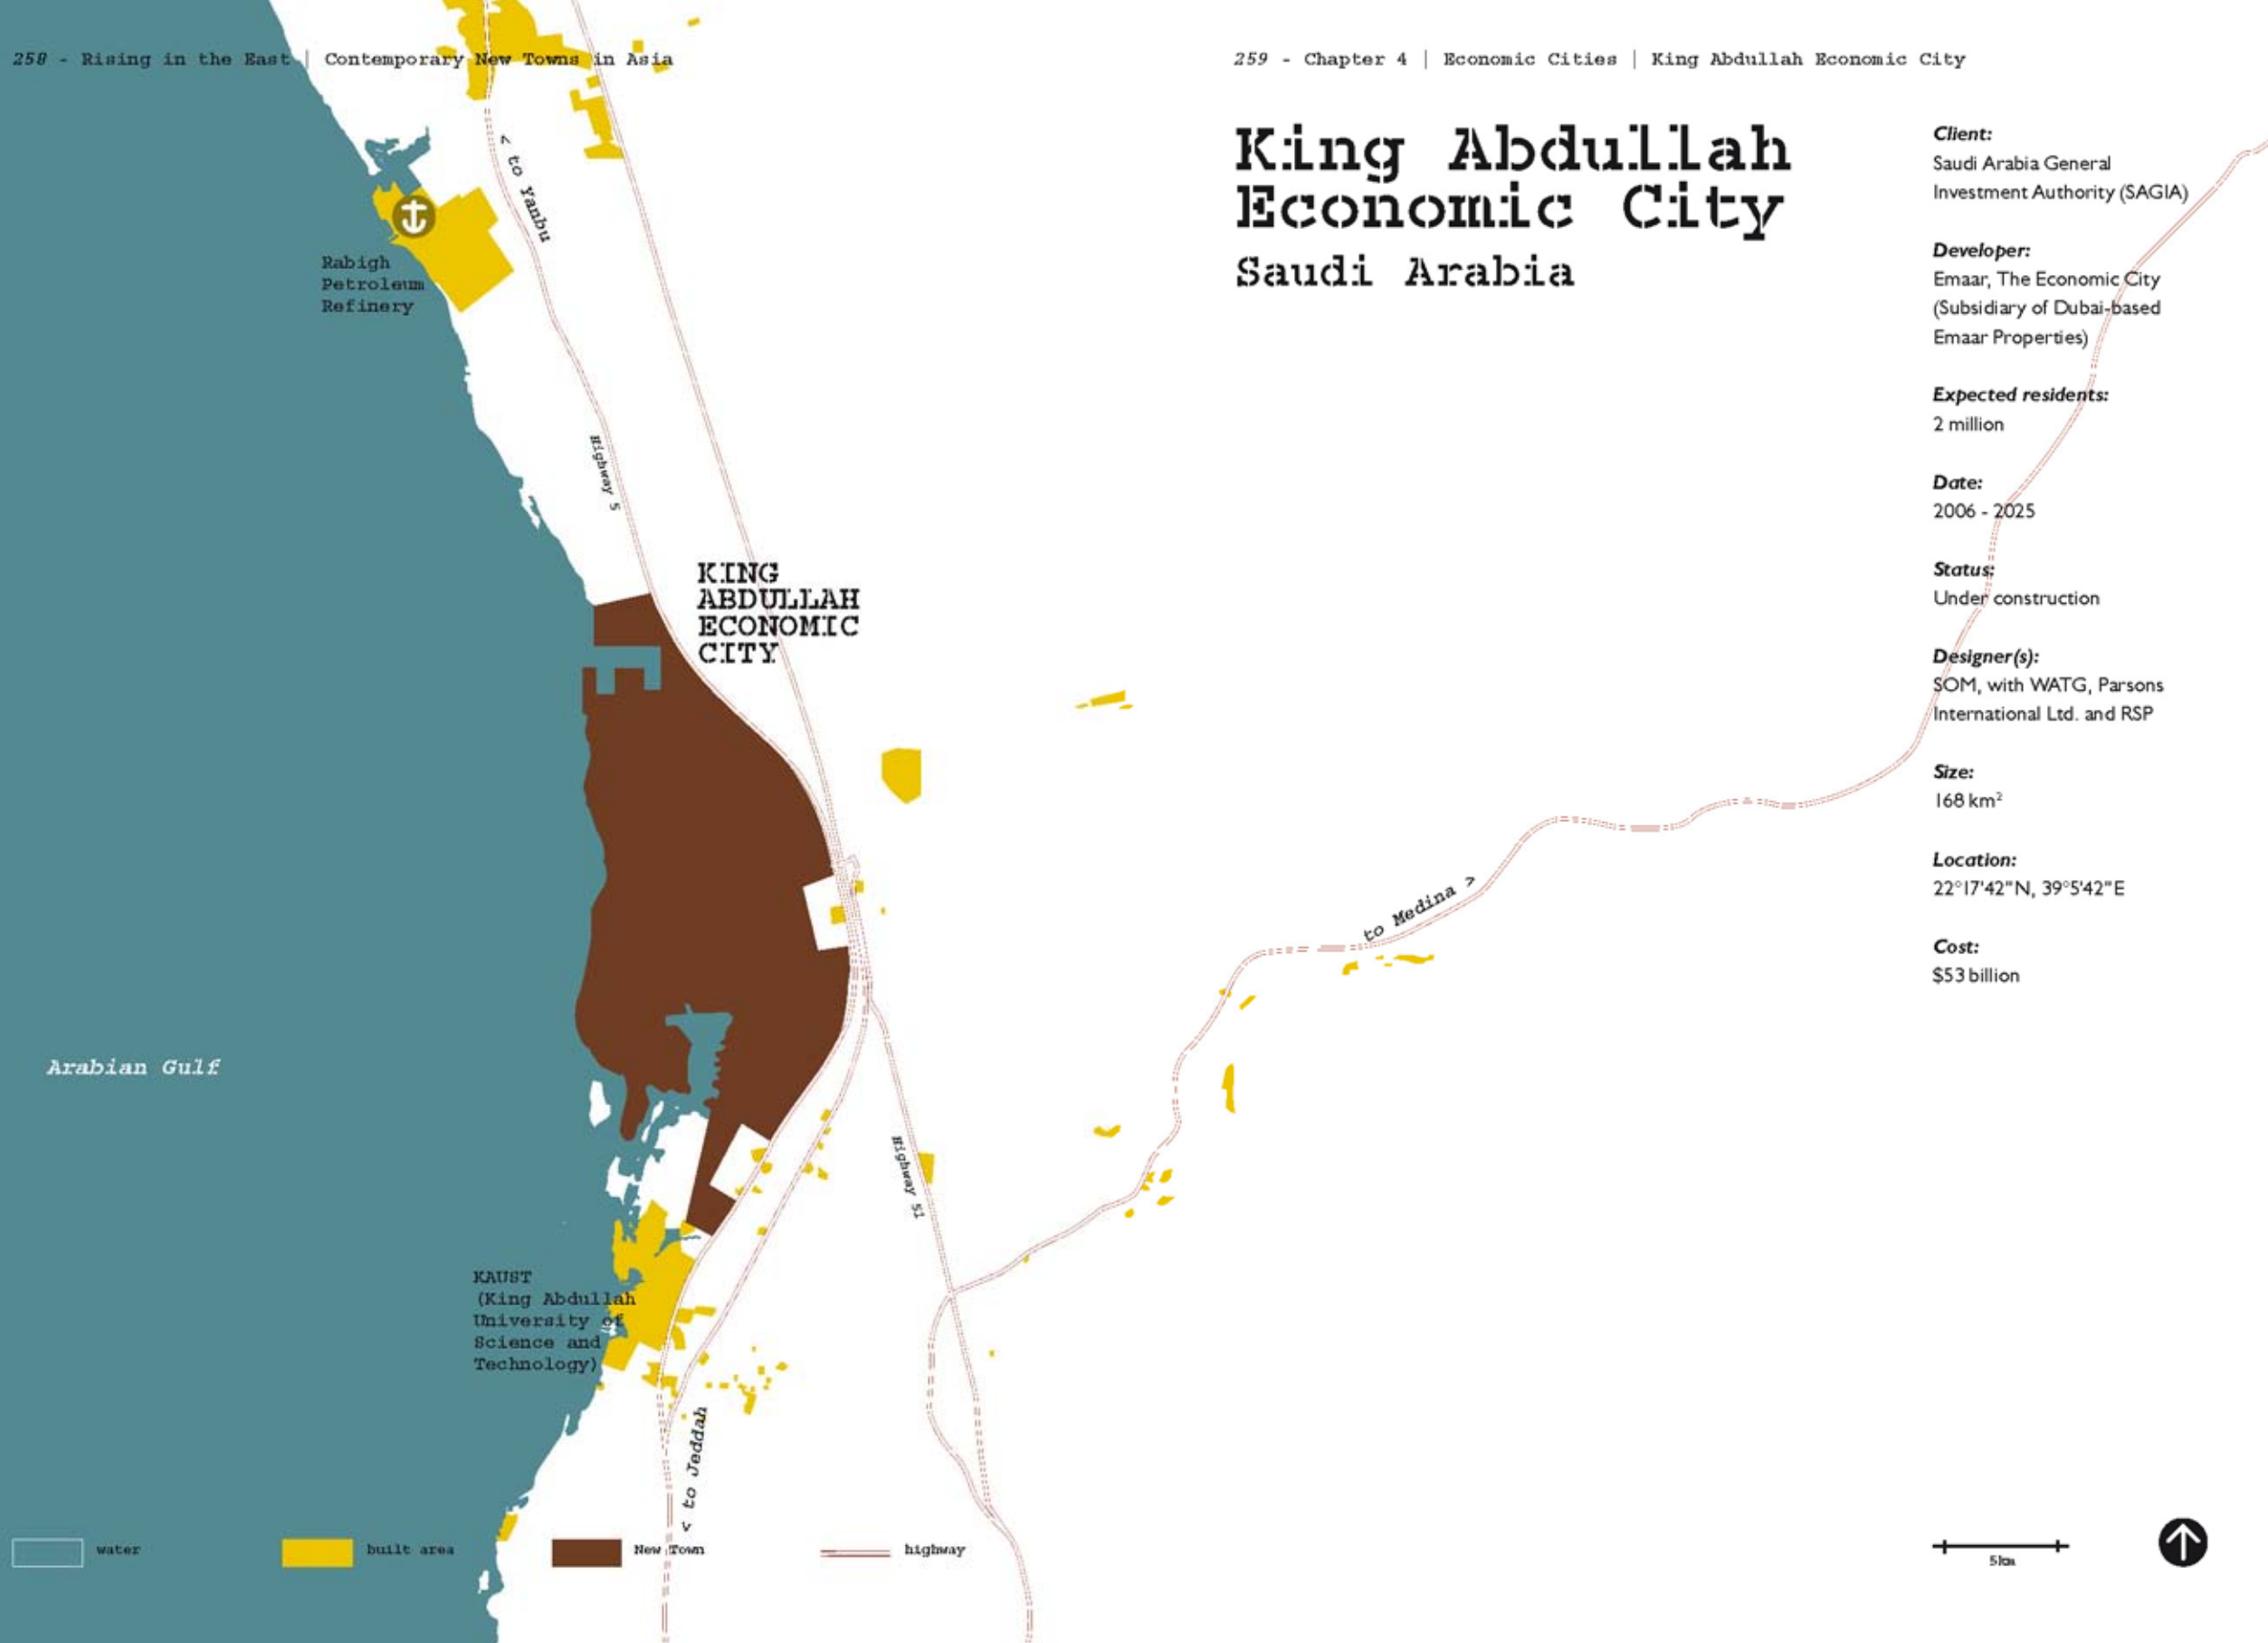 258 - Rising in the East | Contemporary New Towns in Asia
< to Yanbu
Rabigh
Petroleum
Refinery
Highway 5
KING
ABDULLAH
ECONOMIC
CITY
to Medina >
Arabian Gulf
Highway 51
KAUST
(King Abdullah
University of
Science and
Technology)
< to Jeddah
water
built area
New Town
highway
259 - Chapter 4 | Economic Cities | King Abdullah Economic City
King Abdullah
Economic City
Saudi Arabia
Client:
Saudi Arabia General
Investment Authority (SAGIA)
Developer:
Emaar, The Economic City
(Subsidiary of Dubai-based
Emaar Properties)
Expected residents:
2 million
Date:
2006 - 2025
Status:
Under construction
Designer(s):
SOM, with WATG, Parsons
International Ltd. and RSP
Size:
168 km²
Location:
22°17'42"N, 39°5'42"E
Cost:
$53 billion
5km